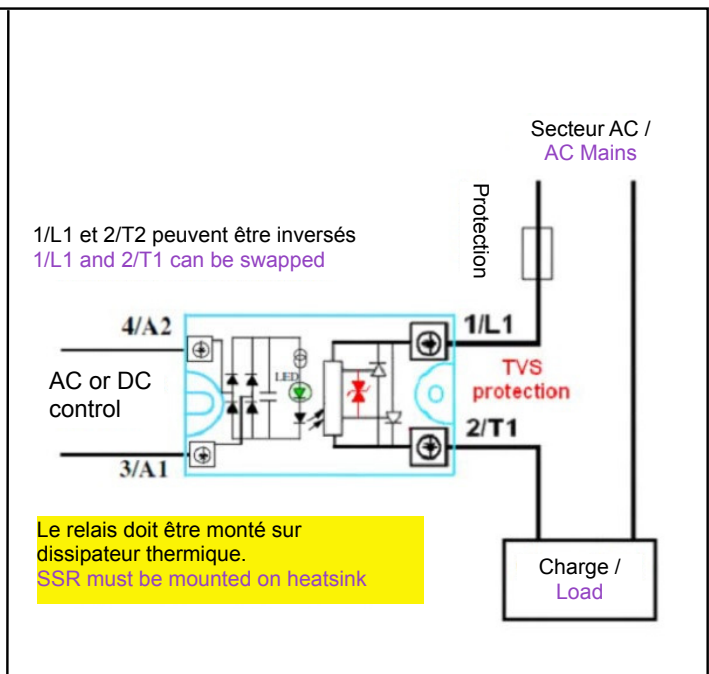 Secteur AC /
AC Mains
Protection
1/L1 et 2/T2 peuvent être inversés
1/L1 and 2/T1 can be swapped
4/A2
1/L1
LED
TVS
protection
AC or DC
control
2/T1
3/A1
Le relais doit être monté sur
dissipateur thermique.
SSR must be mounted on heatsink
Charge /
Load